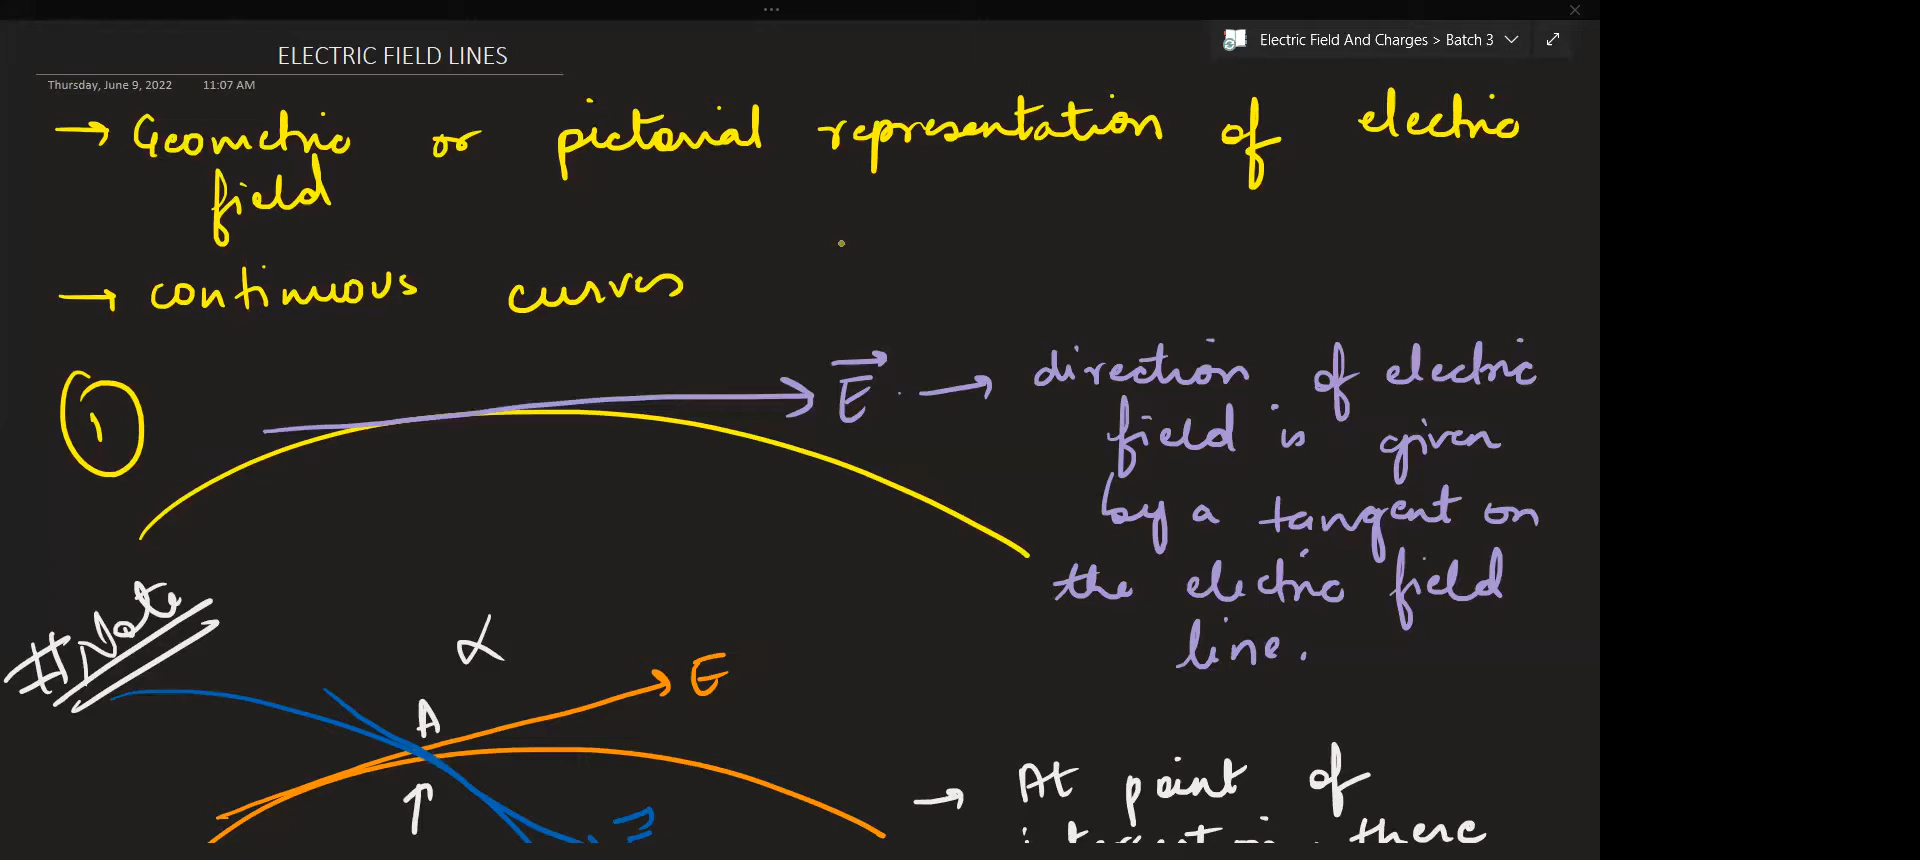 Electric Field And Charges > Batch 3
ELECTRIC FIELD LINES
Thursday, June 9, 2022 11:07 AM
→ Geometric or pictorial representation of electric
field
→ continuous curves
1
E → direction of electric
field is given
by a tangent on
the electric field
line.
#Note
E
A
→ At point of
there